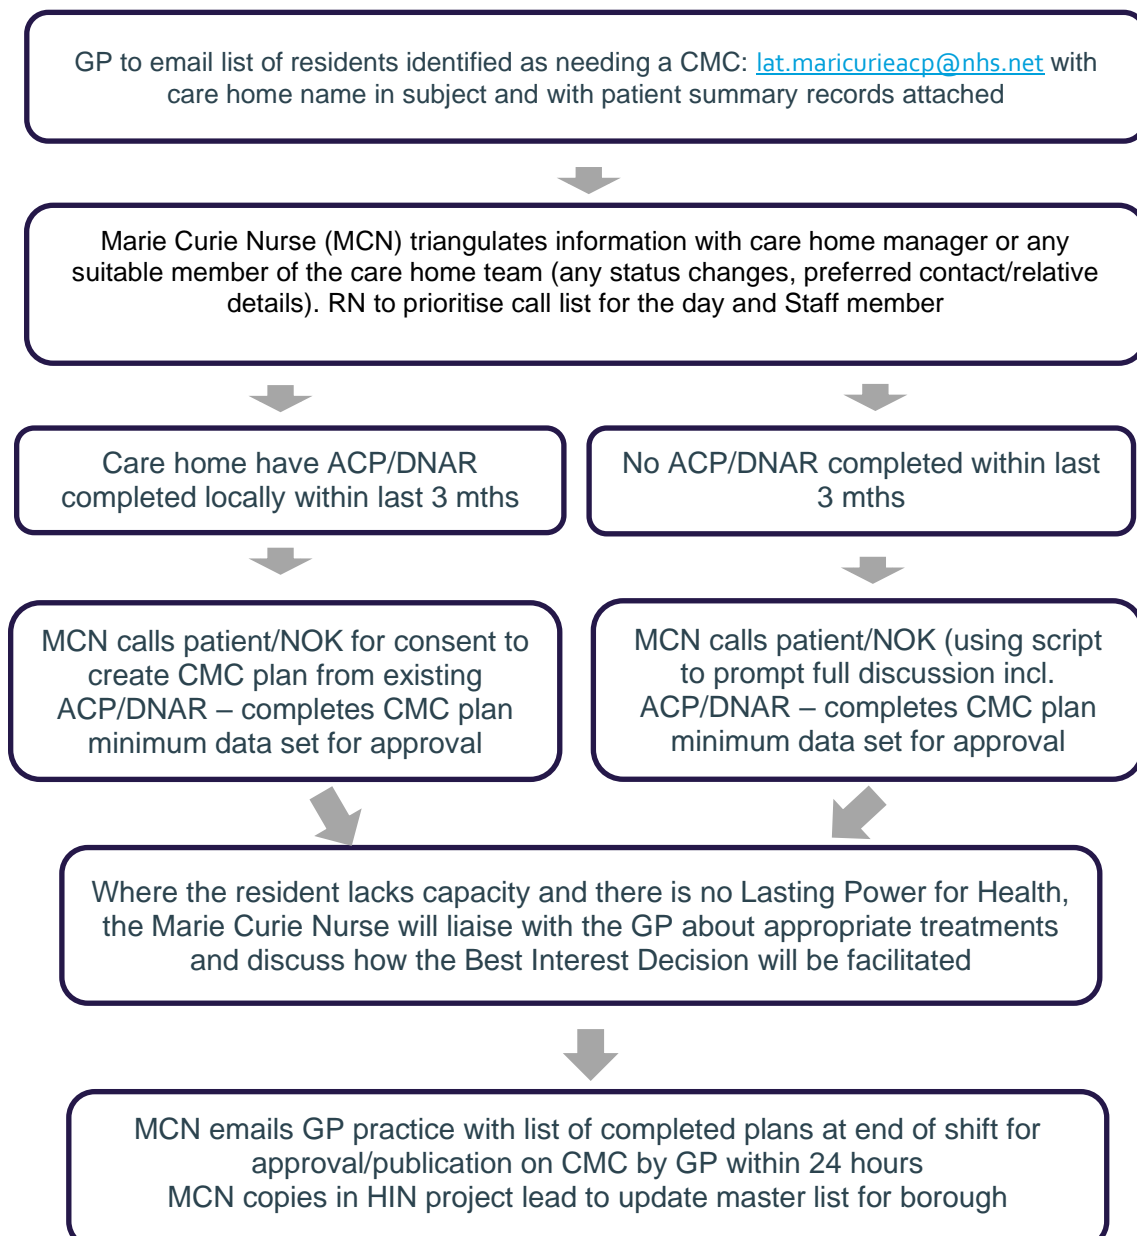 GP to email list of residents identified as needing a CMC: lat.maricurieacp@nhs.net with
care home name in subject and with patient summary records attached
Marie Curie Nurse (MCN) triangulates information with care home manager or any
suitable member of the care home team (any status changes, preferred contact/relative
details). RN to prioritise call list for the day and Staff member
Care home have ACP/DNAR
completed locally within last 3 mths
No ACP/DNAR completed within last
3 mths
MCN calls patient/NOK for consent to
create CMC plan from existing
ACP/DNAR – completes CMC plan
minimum data set for approval
MCN calls patient/NOK (using script
to prompt full discussion incl.
ACP/DNAR – completes CMC plan
minimum data set for approval
Where the resident lacks capacity and there is no Lasting Power for Health,
the Marie Curie Nurse will liaise with the GP about appropriate treatments
and discuss how the Best Interest Decision will be facilitated
MCN emails GP practice with list of completed plans at end of shift for
approval/publication on CMC by GP within 24 hours
MCN copies in HIN project lead to update master list for borough